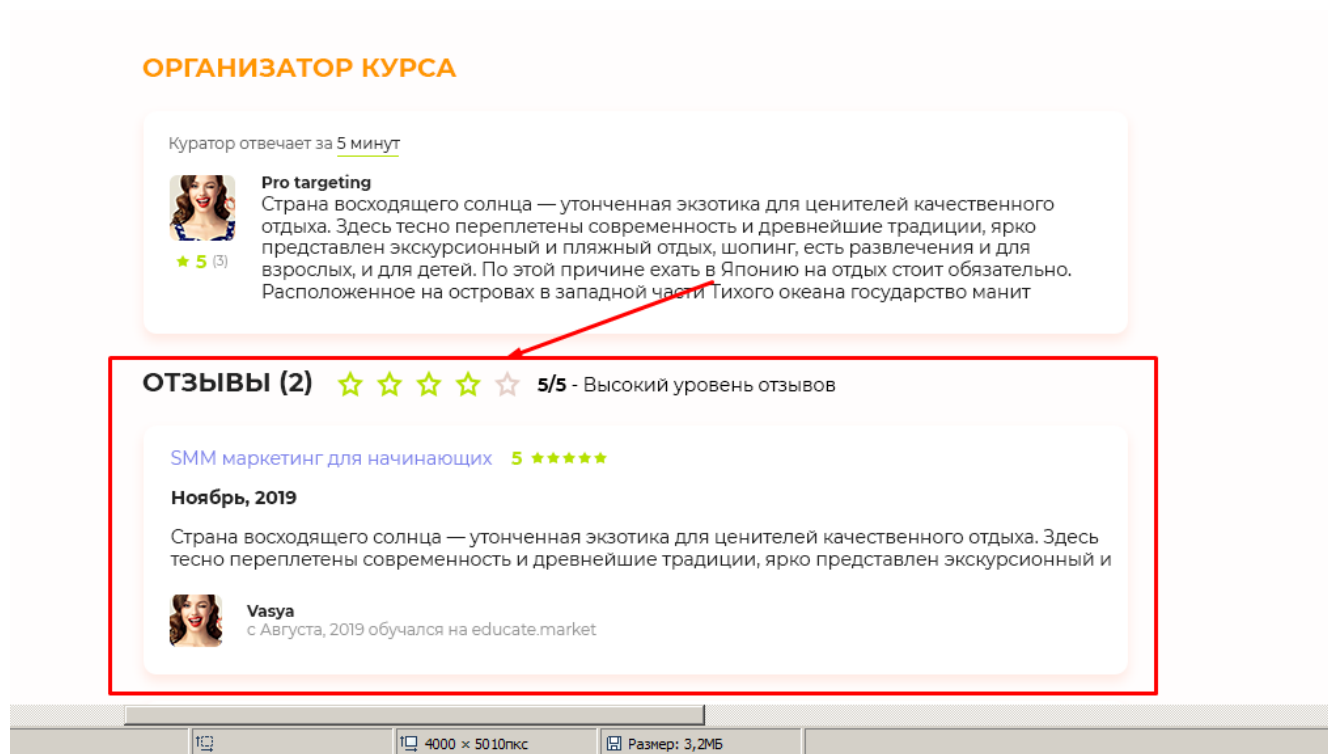 ОРГАНИЗАТОР КУРСА
Куратор отвечает за 5 минут
Pro targeting
Страна восходящего солнца — утонченная экзотика для ценителей качественного
отдыха. Здесь тесно переплетены современность и древнейшие традиции, ярко
представлен экскурсионный и пляжный отдых, шопинг, есть развлечения и для
взрослых, и для детей. По этой причине ехать в Японию на отдых стоит обязательно.
Расположенное на островах в западной части Тихого океана государство манит
5 (3)
ОТЗЫВЫ (2) 5/5 - Высокий уровень отзывов
SMM маркетинг для начинающих 5
Ноябрь, 2019
Страна восходящего солнца — утонченная экзотика для ценителей качественного отдыха. Здесь
тесно переплетены современность и древнейшие традиции, ярко представлен экскурсионный и
Vasya
с Августа, 2019 обучался на educate.market
4000 × 5010пкс Размер: 3,2МБ